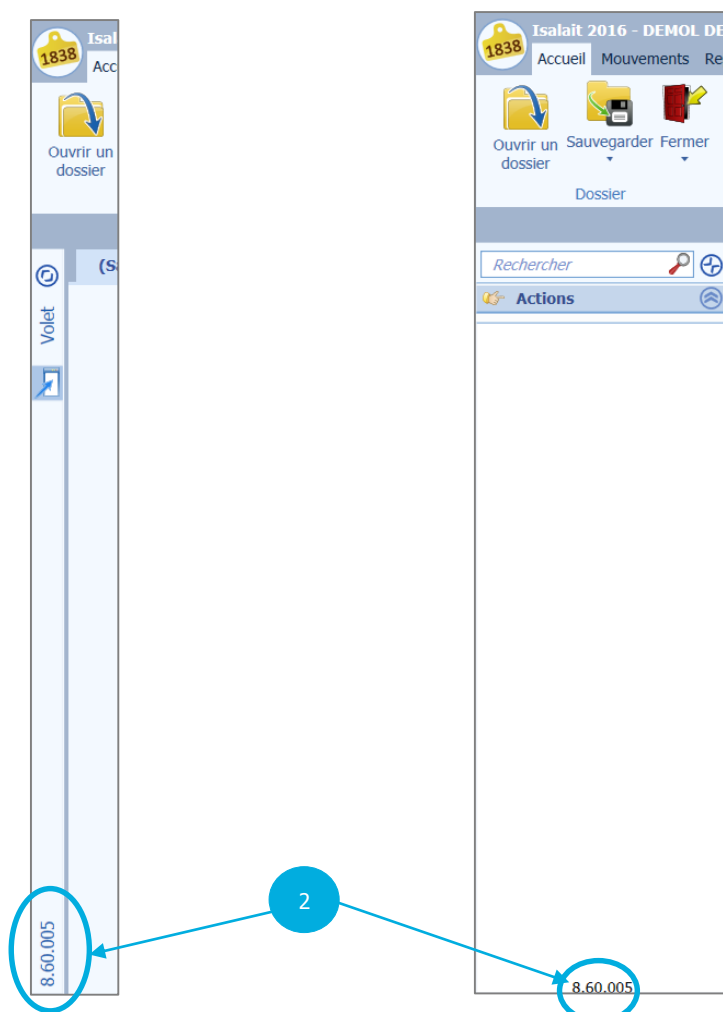 1838
Isal
Acc
Ouvrir un
dossier
(Sa
Volet
8.60.005
2
1838
Isalait 2016 - DEMOL DE
Accueil Mouvements Re
Ouvrir un
dossier
Sauvegarder
Fermer
Dossier
Rechercher
Actions
8.60.005